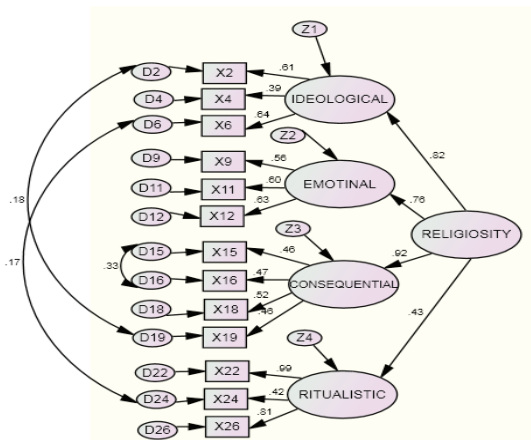 Z1
D2 X2 .61
D4 X4 .39 IDEOLOGICAL
D6 X6 .64
Z2
.82
D9 X9 .56
D11 X11 .60 EMOTINAL
D12 X12 .63
.76
.18
.17
RELIGIOSITY
Z3
.92
D15 X15 .46
.33
D16 X16 .47 CONSEQUENTIAL
D18 X18 .52
D19 X19 .46
.43
Z4
D22 X22 .99
D24 X24 .42 RITUALISTIC
D26 X26 .81